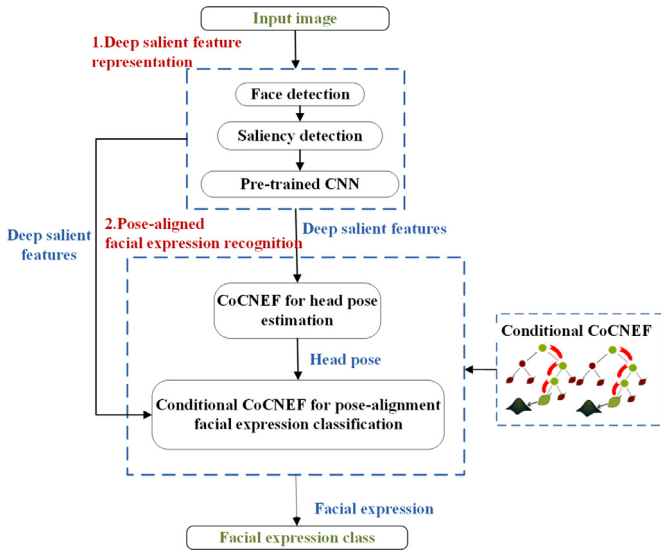 Input image
1.Deep salient feature
representation
Face detection
Saliency detection
Pre-trained CNN
Deep salient
features
2.Pose-aligned
facial expression recognition
Deep salient features
CoCNEF for head pose
estimation
Head pose
Conditional CoCNEF for pose-alignment
facial expression classification
Conditional CoCNEF
Facial expression
Facial expression class